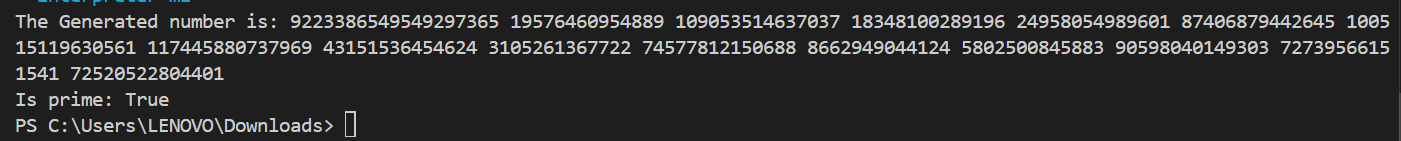 The Generated number is: 9223386549549297365 19576460954889 109053514637037 18348100289196 24958054989601 87406879442645 1005
15119630561 117445880737969 43151536454624 3105261367722 74577812150688 8662949044124 5802500845883 90598040149303 7273956615
1541 72520522804401
Is prime: True
PS C:\Users\LENOVO\Downloads>